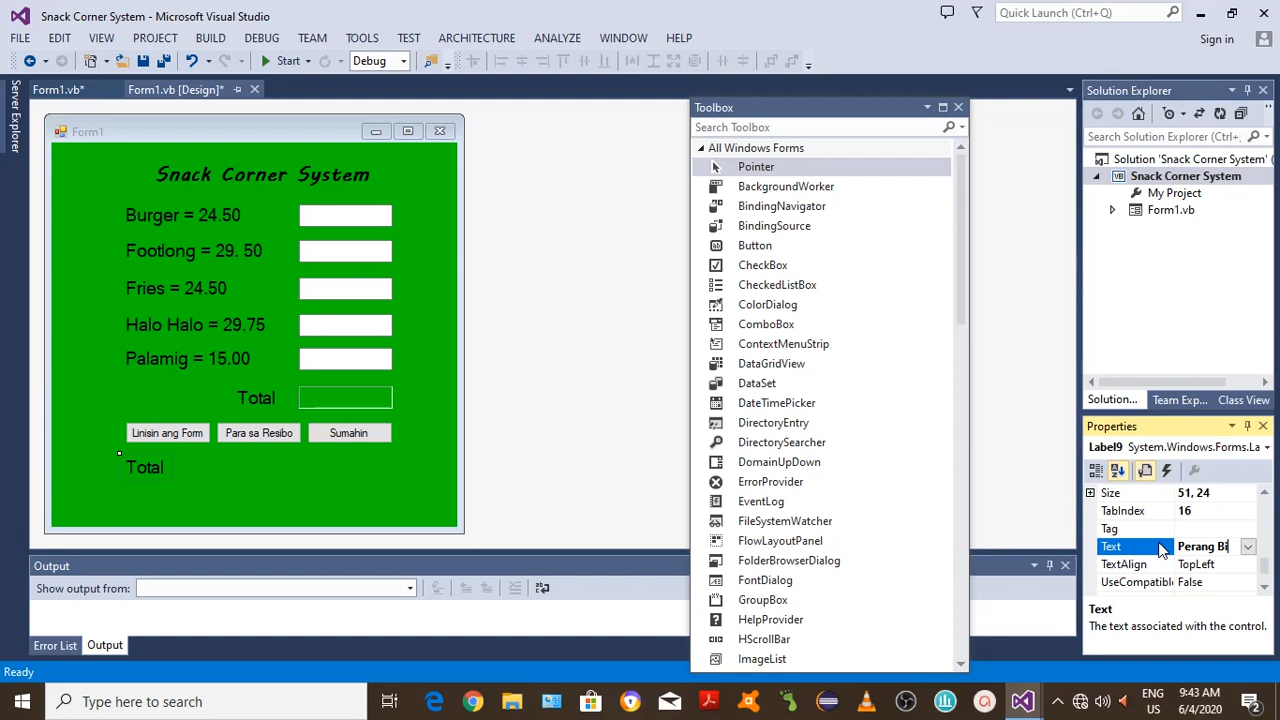 Snack Corner System - Microsoft Visual Studio
Quick Launch (Ctrl+Q)
FILE EDIT VIEW PROJECT BUILD DEBUG TEAM TOOLS TEST ARCHITECTURE ANALYZE WINDOW HELP
Sign in
Start Debug
Server Explorer
Form1.vb* Form1.vb [Design]*
Form1
Snack Corner System
Burger = 24.50
Footlong = 29. 50
Fries = 24.50
Halo Halo = 29.75
Palamig = 15.00
Total
Linisin ang Form Para sa Resibo Sumahin
Total
Toolbox
Search Toolbox
All Windows Forms
Pointer
BackgroundWorker
BindingNavigator
BindingSource
Button
CheckBox
CheckedListBox
ColorDialog
ComboBox
ContextMenuStrip
DataGridView
DataSet
DateTimePicker
DirectoryEntry
DirectorySearcher
DomainUpDown
ErrorProvider
EventLog
FileSystemWatcher
FlowLayoutPanel
FolderBrowserDialog
FontDialog
GroupBox
HelpProvider
HScrollBar
ImageList
Solution Explorer
Search Solution Explorer (Ctrl+
Solution 'Snack Corner System' (
Snack Corner System
My Project
Form1.vb
Solution... Team Exp... Class View
Properties
Label9 System.Windows.Forms.La
Size 51, 24
TabIndex 16
Tag
Text Perang Bi
TextAlign TopLeft
UseCompatible False
Text
The text associated with the control.
Output
Show output from:
Error List Output
Ready
Type here to search
ENG
US
9:43 AM
6/4/2020
2